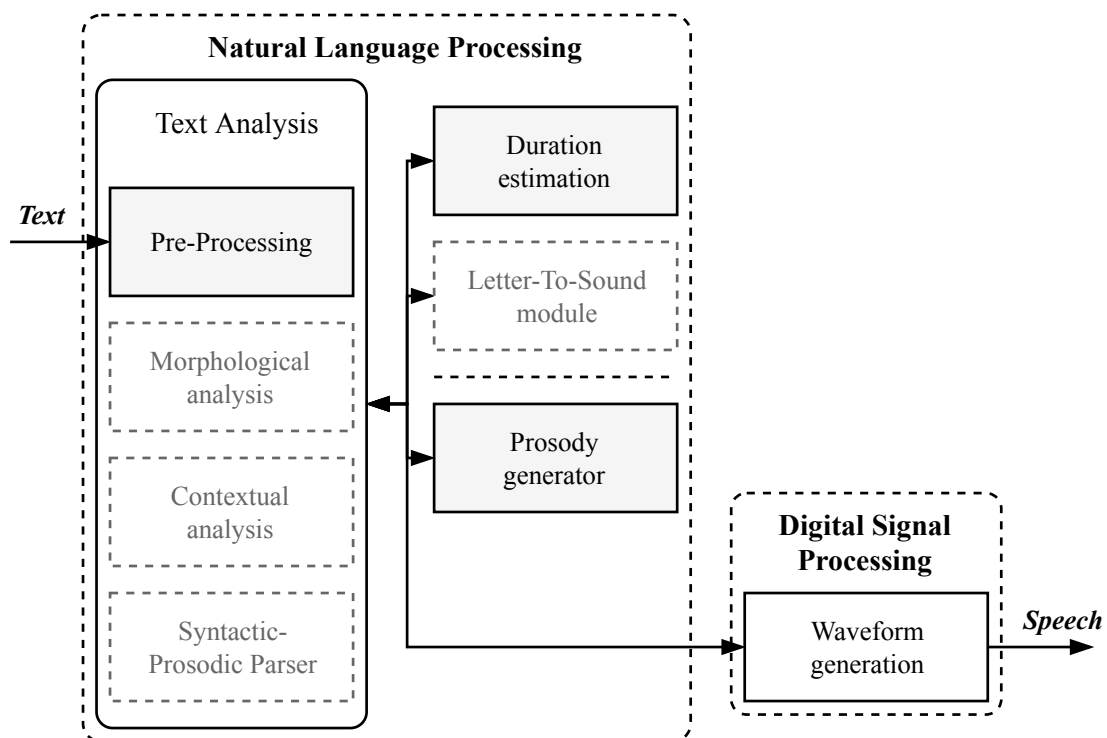 Natural Language Processing
Text Analysis
Text
Pre-Processing
Morphological
analysis
Contextual
analysis
Syntactic-
Prosodic Parser
Duration
estimation
Letter-To-Sound
module
Prosody
generator
Digital Signal
Processing
Waveform
generation
Speech